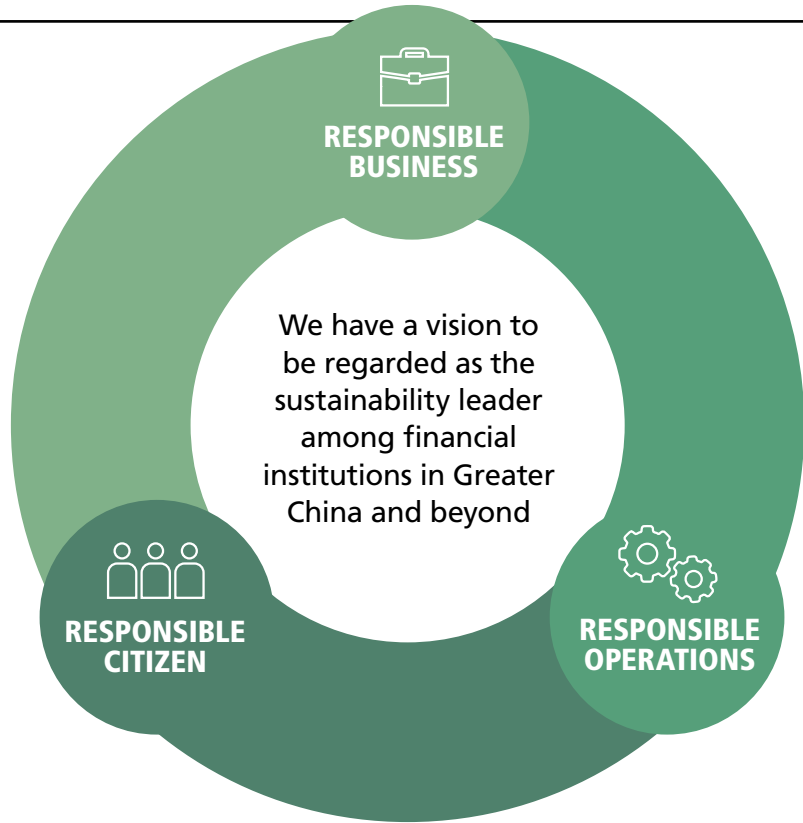 RESPONSIBLE
BUSINESS
We have a vision to
be regarded as the
sustainability leader
among financial
institutions in Greater
China and beyond
RESPONSIBLE
CITIZEN
RESPONSIBLE
OPERATIONS